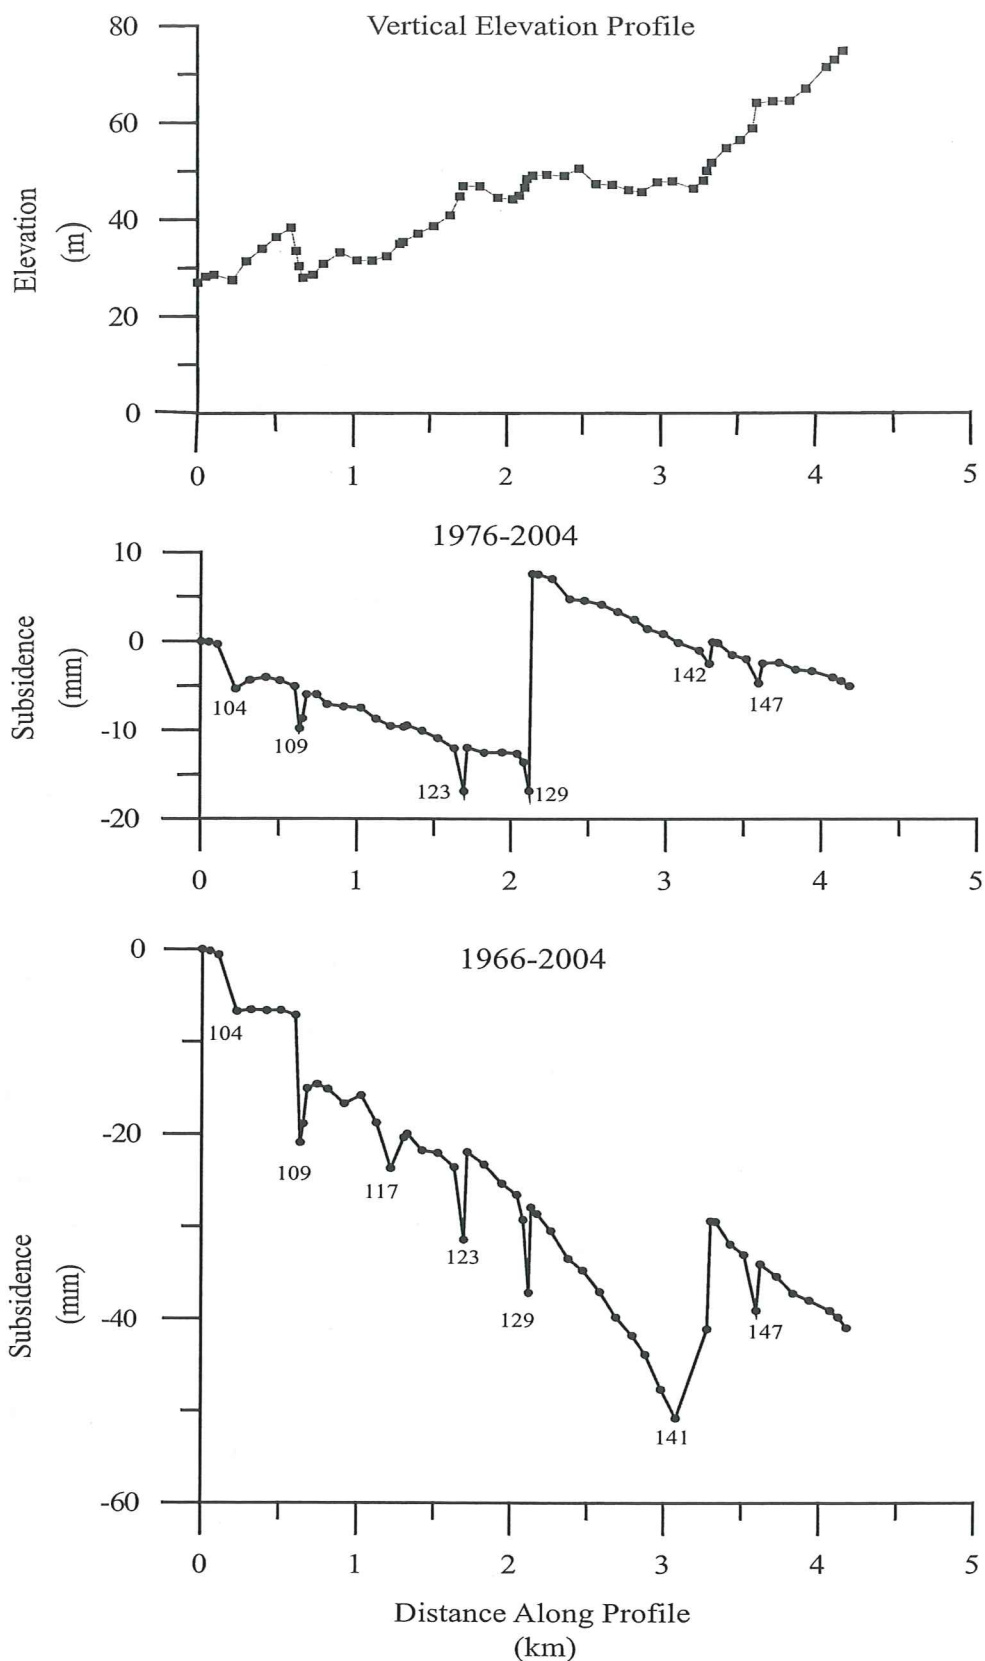 Vertical Elevation Profile
80
60
40
20
0
Elevation
(m)
0 1 2 3 4 5
1976-2004
10
0
-10
-20
Subsidence
(mm)
104
109
123
129
142
147
0 1 2 3 4 5
1966-2004
0
-20
-40
-60
Subsidence
(mm)
104
109
117
123
129
141
147
0 1 2 3 4 5
Distance Along Profile
(km)